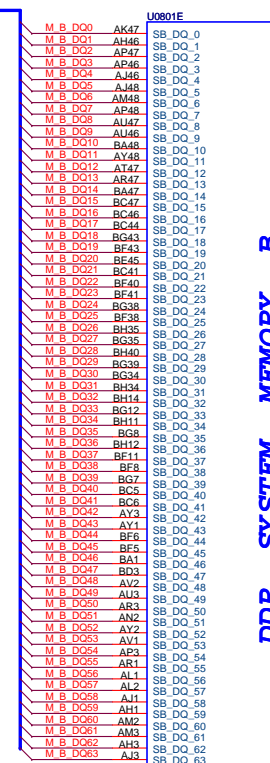 U0801E
M_B_DQ0 AK47 SB_DQ_0
M_B_DQ1 AH46 SB_DQ_1
M_B_DQ2 AP47 SB_DQ_2
M_B_DQ3 AP46 SB_DQ_3
M_B_DQ4 AJ46 SB_DQ_4
M_B_DQ5 AJ48 SB_DQ_5
M_B_DQ6 AM48 SB_DQ_6
M_B_DQ7 AP48 SB_DQ_7
M_B_DQ8 AU47 SB_DQ_8
M_B_DQ9 AU46 SB_DQ_9
M_B_DQ10 BA48 SB_DQ_10
M_B_DQ11 AY48 SB_DQ_11
M_B_DQ12 AT47 SB_DQ_12
M_B_DQ13 AR47 SB_DQ_13
M_B_DQ14 BA47 SB_DQ_14
M_B_DQ15 BC47 SB_DQ_15
M_B_DQ16 BC46 SB_DQ_16
M_B_DQ17 BC44 SB_DQ_17
M_B_DQ18 BG43 SB_DQ_18
M_B_DQ19 BF43 SB_DQ_19
M_B_DQ20 BE45 SB_DQ_20
M_B_DQ21 BC41 SB_DQ_21
M_B_DQ22 BF40 SB_DQ_22
M_B_DQ23 BF41 SB_DQ_23
M_B_DQ24 BG38 SB_DQ_24
M_B_DQ25 BF38 SB_DQ_25
M_B_DQ26 BH35 SB_DQ_26
M_B_DQ27 BG35 SB_DQ_27
M_B_DQ28 BH40 SB_DQ_28
M_B_DQ29 BG39 SB_DQ_29
M_B_DQ30 BG34 SB_DQ_30
M_B_DQ31 BH34 SB_DQ_31
M_B_DQ32 BH14 SB_DQ_32
M_B_DQ33 BG12 SB_DQ_33
M_B_DQ34 BH11 SB_DQ_34
M_B_DQ35 BG8 SB_DQ_35
M_B_DQ36 BH12 SB_DQ_36
M_B_DQ37 BF11 SB_DQ_37
M_B_DQ38 BF8 SB_DQ_38
M_B_DQ39 BG7 SB_DQ_39
M_B_DQ40 BC5 SB_DQ_40
M_B_DQ41 BC6 SB_DQ_41
M_B_DQ42 AY3 SB_DQ_42
M_B_DQ43 AY1 SB_DQ_43
M_B_DQ44 BF6 SB_DQ_44
M_B_DQ45 BF5 SB_DQ_45
M_B_DQ46 BA1 SB_DQ_46
M_B_DQ47 BD3 SB_DQ_47
M_B_DQ48 AV2 SB_DQ_48
M_B_DQ49 AU3 SB_DQ_49
M_B_DQ50 AR3 SB_DQ_50
M_B_DQ51 AN2 SB_DQ_51
M_B_DQ52 AY2 SB_DQ_52
M_B_DQ53 AV1 SB_DQ_53
M_B_DQ54 AP3 SB_DQ_54
M_B_DQ55 AR1 SB_DQ_55
M_B_DQ56 AL1 SB_DQ_56
M_B_DQ57 AL2 SB_DQ_57
M_B_DQ58 AJ1 SB_DQ_58
M_B_DQ59 AH1 SB_DQ_59
M_B_DQ60 AM2 SB_DQ_60
M_B_DQ61 AM3 SB_DQ_61
M_B_DQ62 AH3 SB_DQ_62
M_B_DQ63 AJ3 SB_DQ_63
DDR SYSTEM MEMORY B